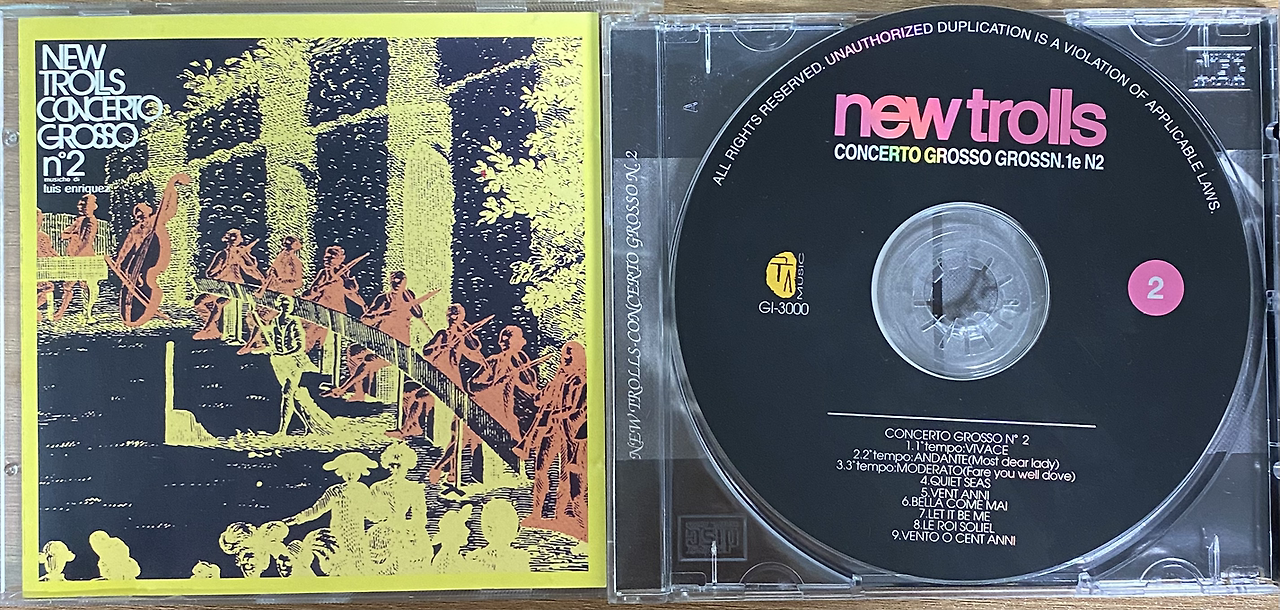 NEW
TROLLS
CONCERTO
GROSSO
n°2
musiche di
luis enriquez
NEW TROLLS-CONCERTO GROSSO N. 2
ALL RIGHTS RESERVED. UNAUTHORIZED DUPLICATION IS A VIOLATION OF APPLICABLE LAWS.
new trolls
CONCERTO GROSSO GROSSN.1e N2
MUSIC
GI-3000
2
CONCERTO GROSSO N° 2
1.1°tempo:VIVACE
2.2°tempo:ANDANTE(Most dear lady)
3.3°tempo:MODERATO(Fare you well dove)
4.QUIET SEAS
5.VENT ANNI
6.BELLA COME MAI
7.LET IT BE ME
8.LE ROI SOLIEL
9.VENTO O CENT ANNI